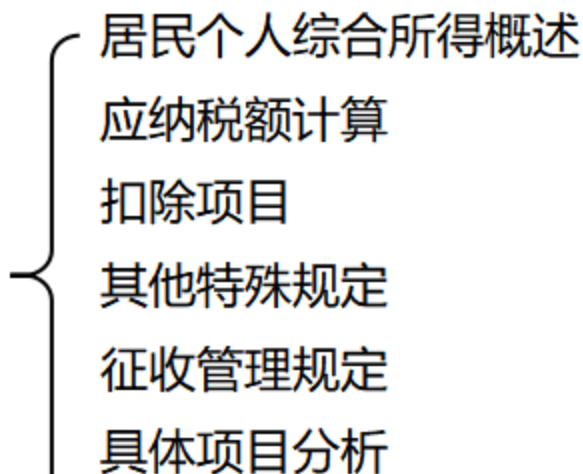 居民个人综合所得概述
应纳税额计算
扣除项目
其他特殊规定
征收管理规定
具体项目分析